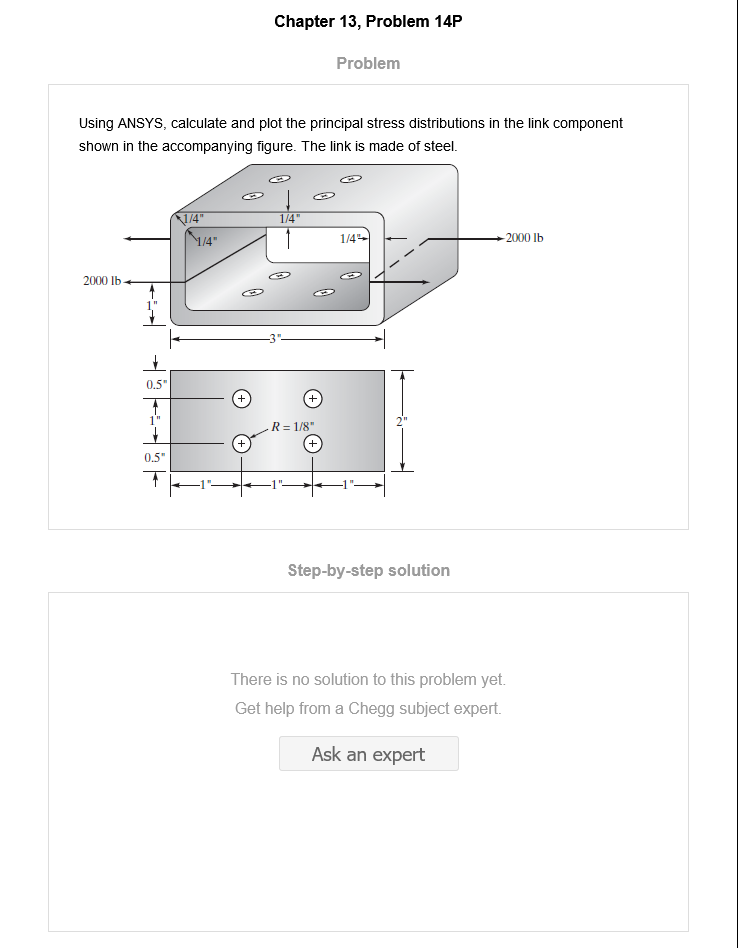 Chapter 13, Problem 14P
Problem
Using ANSYS, calculate and plot the principal stress distributions in the link component
shown in the accompanying figure. The link is made of steel.
1/4"
1/4"
1/4"
1/4"
2000 lb
2000 lb
1"
3"
0.5"
1"
R = 1/8"
2"
0.5"
1"
1"
1"
Step-by-step solution
There is no solution to this problem yet.
Get help from a Chegg subject expert.
Ask an expert